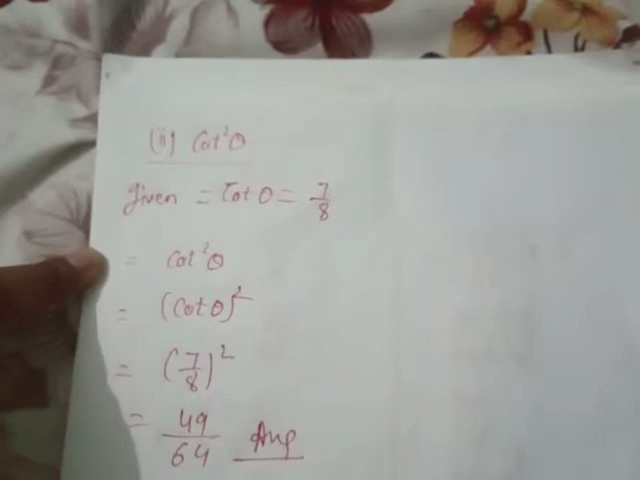 (ii) Cot²θ
given = Cot θ = 7/8
= Cot²θ
= (Cot θ)²
= (7/8)²
= 49/64 Ans